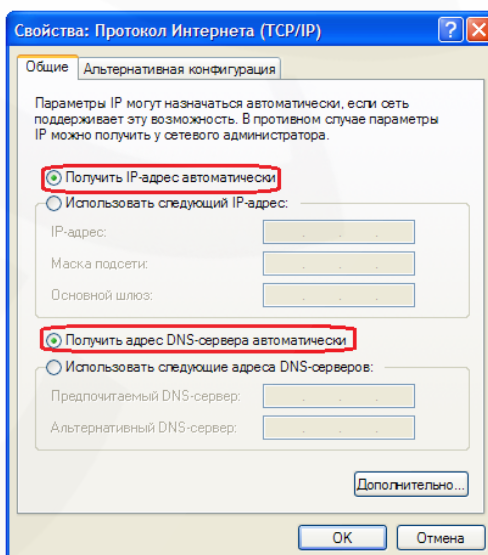 Свойства: Протокол Интернета (TCP/IP)
Общие
Альтернативная конфигурация
Параметры IP могут назначаться автоматически, если сеть
поддерживает эту возможность. В противном случае параметры
IP можно получить у сетевого администратора.
Получить IP-адрес автоматически
Использовать следующий IP-адрес:
IP-адрес:
Маска подсети:
Основной шлюз:
Получить адрес DNS-сервера автоматически
Использовать следующие адреса DNS-серверов:
Предпочитаемый DNS-сервер:
Альтернативный DNS-сервер:
Дополнительно...
OK
Отмена